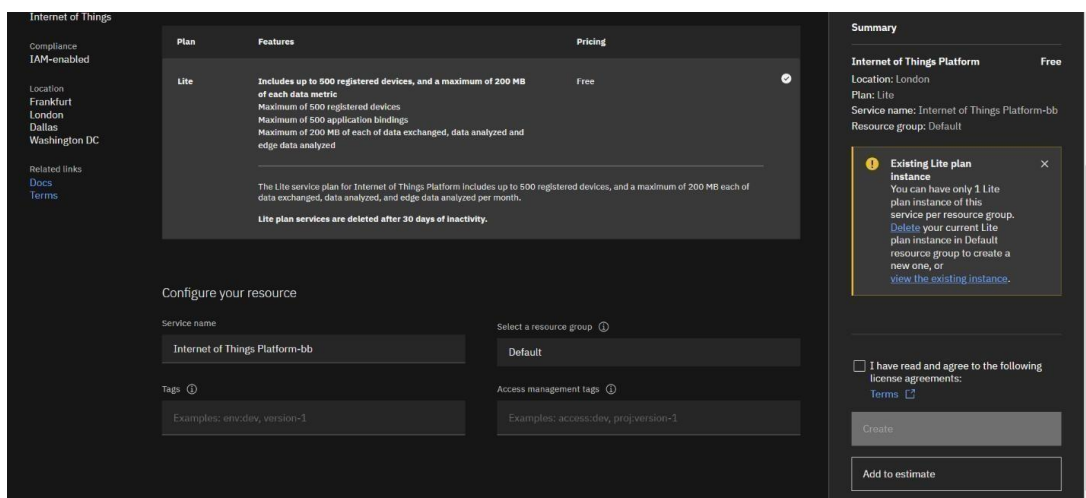 Internet of Things
Compliance
IAM-enabled
Location
Frankfurt
London
Dallas
Washington DC
Related links
Docs
Terms
Plan
Features
Pricing
Lite
Includes up to 500 registered devices, and a maximum of 200 MB
of each data metric
Maximum of 500 registered devices
Maximum of 500 application bindings
Maximum of 200 MB of each of data exchanged, data analyzed and
edge data analyzed
Free
The Lite service plan for Internet of Things Platform includes up to 500 registered devices, and a maximum of 200 MB each of
data exchanged, data analyzed, and edge data analyzed per month.
Lite plan services are deleted after 30 days of inactivity.
Configure your resource
Service name
Internet of Things Platform-bb
Select a resource group
Default
Tags
Examples: env:dev, version-1
Access management tags
Examples: access:dev, proj:version-1
Summary
Internet of Things Platform Free
Location: London
Plan: Lite
Service name: Internet of Things Platform-bb
Resource group: Default
Existing Lite plan
instance
You can have only 1 Lite
plan instance of this
service per resource group.
Delete your current Lite
plan instance in Default
resource group to create a
new one, or
view the existing instance.
I have read and agree to the following
license agreements:
Terms
Create
Add to estimate